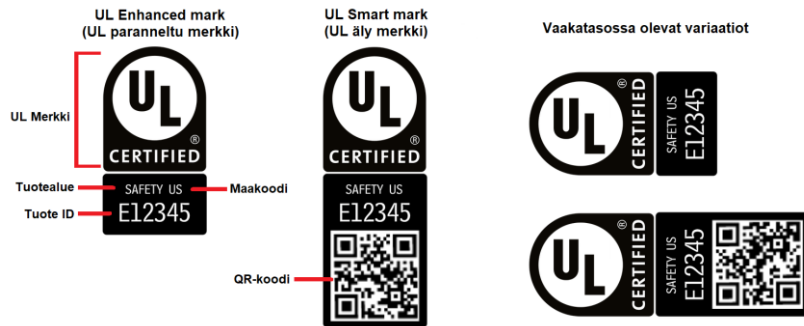 UL Enhanced mark
(UL paranneltu merkki)
UL Merkki
UL
®
CERTIFIED
Tuotealue
SAFETY US
Maakoodi
Tuote ID
E12345
UL Smart mark
(UL äly merkki)
UL
®
CERTIFIED
SAFETY US
E12345
QR-koodi
Vaakatasossa olevat variaatiot
UL
®
CERTIFIED
SAFETY US
E12345
UL
®
CERTIFIED
SAFETY US
E12345